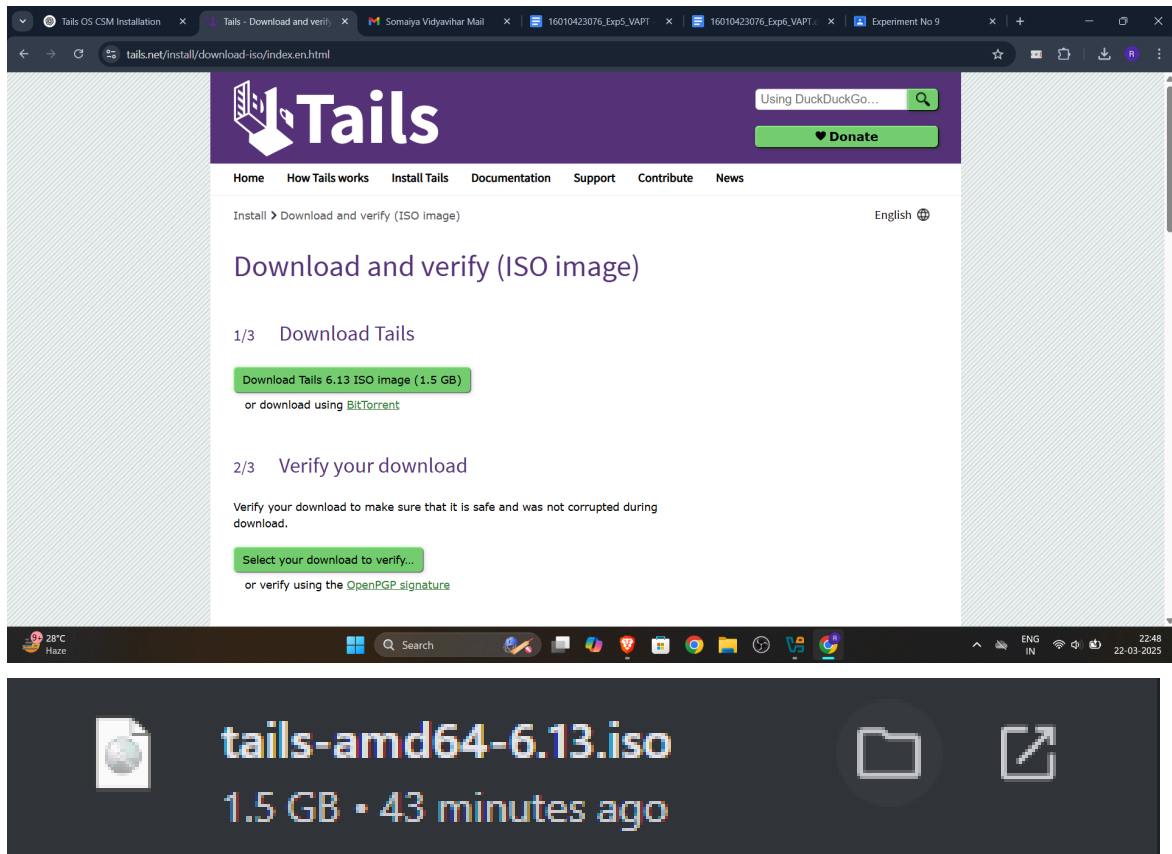 Tails OS CSM Installation
Tails - Download and verify
Somaiya Vidyavihar Mail
16010423076_Exp5_VAPT
16010423076_Exp6_VAPT.c
Experiment No 9
tails.net/install/download-iso/index.en.html
R
Tails
Using DuckDuckGo...
Donate
Home How Tails works Install Tails Documentation Support Contribute News
Install > Download and verify (ISO image)
English
Download and verify (ISO image)
1/3 Download Tails
Download Tails 6.13 ISO image (1.5 GB)
or download using BitTorrent
2/3 Verify your download
Verify your download to make sure that it is safe and was not corrupted during
download.
Select your download to verify...
or verify using the OpenPGP signature
9+
28°C
Haze
Search
ENG
IN
22:48
22-03-2025
tails-amd64-6.13.iso
1.5 GB • 43 minutes ago